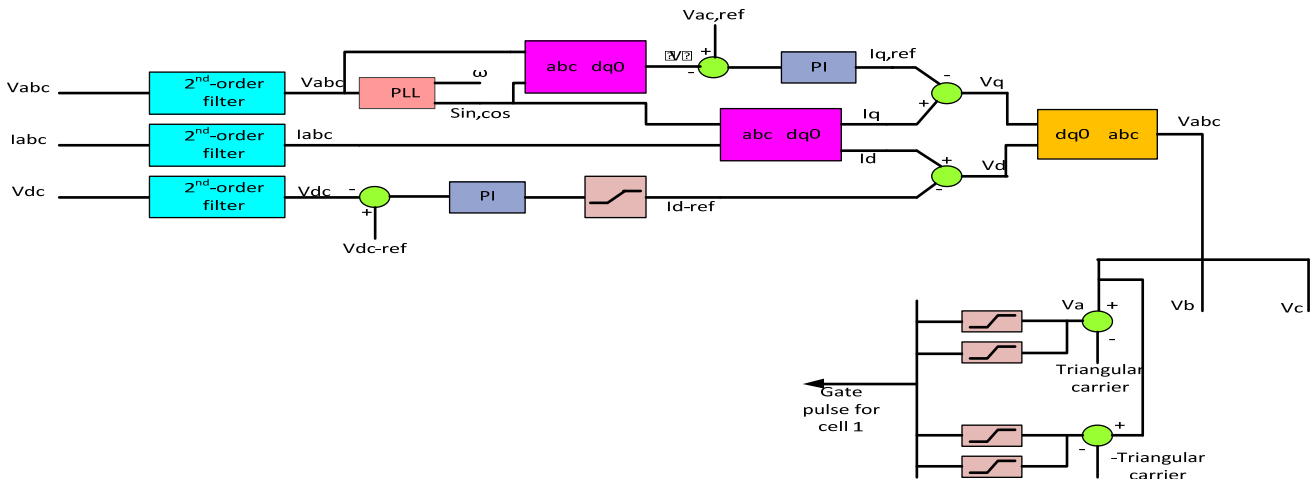 Vac,ref
2nd-order
filter
Vabc
Vabc
ω
PLL
Sin,cos
abc dq0
V
+
-
PI
Iq,ref
-
+
Vq
Iabc
2nd-order
filter
Iabc
abc dq0
Iq
Id
+
-
Vd
dq0 abc
Vabc
Vdc
2nd-order
filter
Vdc
-
+
Vdc-ref
PI
Id-ref
Va
+
-
Vb
Vc
Triangular
carrier
Gate
pulse for
cell 1
+
-
-Triangular
carrier